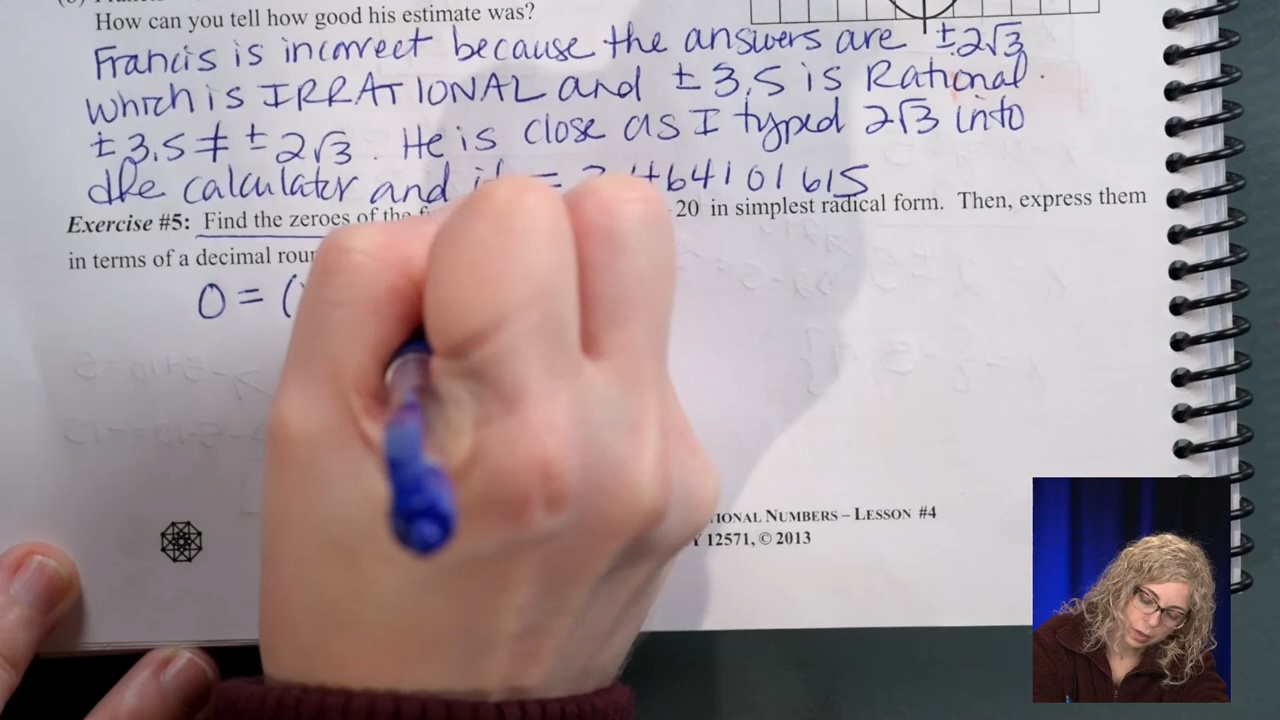 How can you tell how good his estimate was?
Francis is incorrect because the answers are ±2√3
which is IRRATIONAL and ±3.5 is Rational.
±3.5 ≠ ±2√3. He is close as I typed 2√3 into
the calculator and = 464101615
Exercise #5: Find the zeroes of the 20 in simplest radical form. Then, express them
in terms of a decimal
0 = (
LESSON #4
12571, © 2013